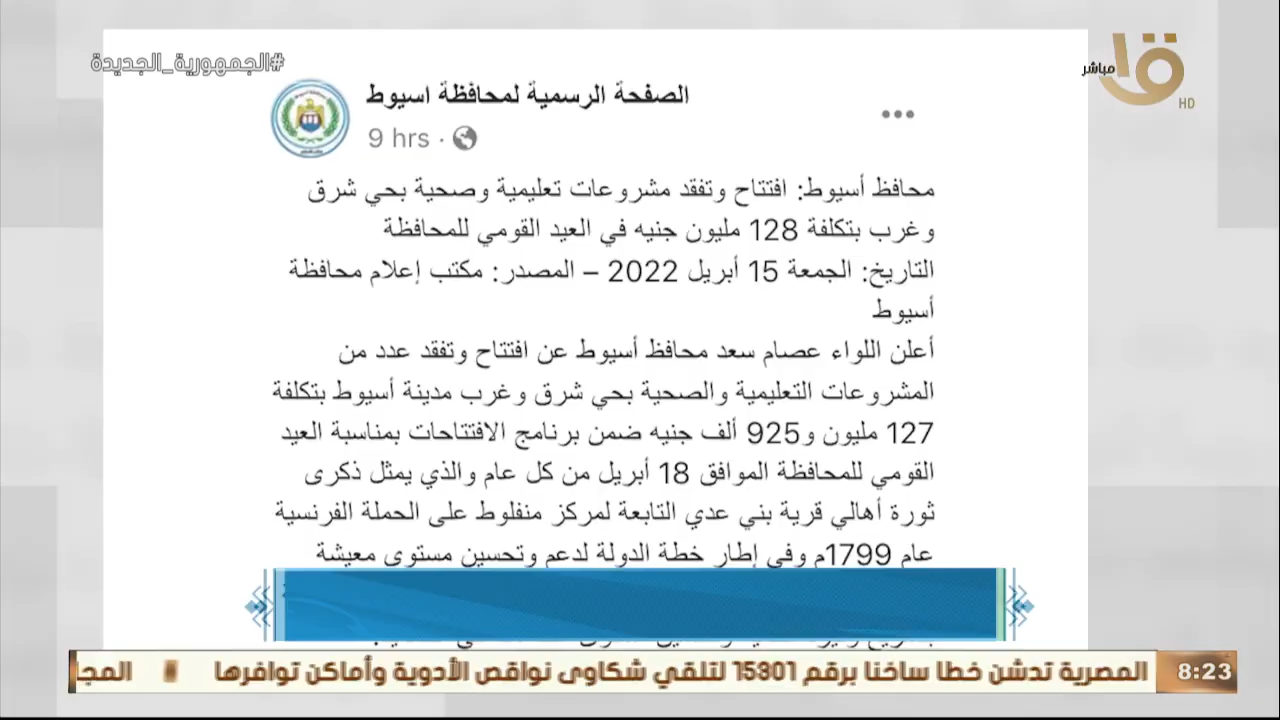 #الجمهورية_الجديدة
مباشر
HD
الصفحة الرسمية لمحافظة اسيوط
9 hrs ·
محافظ أسيوط: افتتاح وتفقد مشروعات تعليمية وصحية بحي شرق
وغرب بتكلفة 128 مليون جنيه في العيد القومي للمحافظة
التاريخ: الجمعة 15 أبريل 2022 – المصدر: مكتب إعلام محافظة
أسيوط
أعلن اللواء عصام سعد محافظ أسيوط عن افتتاح وتفقد عدد من
المشروعات التعليمية والصحية بحي شرق وغرب مدينة أسيوط بتكلفة
127 مليون و925 ألف جنيه ضمن برنامج الافتتاحات بمناسبة العيد
القومي للمحافظة الموافق 18 أبريل من كل عام والذي يمثل ذكرى
ثورة أهالي قرية بني عدي التابعة لمركز منفلوط على الحملة الفرنسية
عام 1799م وفي إطار خطة الدولة لدعم وتحسين مستوى معيشة
8:23 المصرية تدشن خطا ساخنا برقم 15301 لتلقي شكاوى نواقص الأدوية وأماكن توافرها